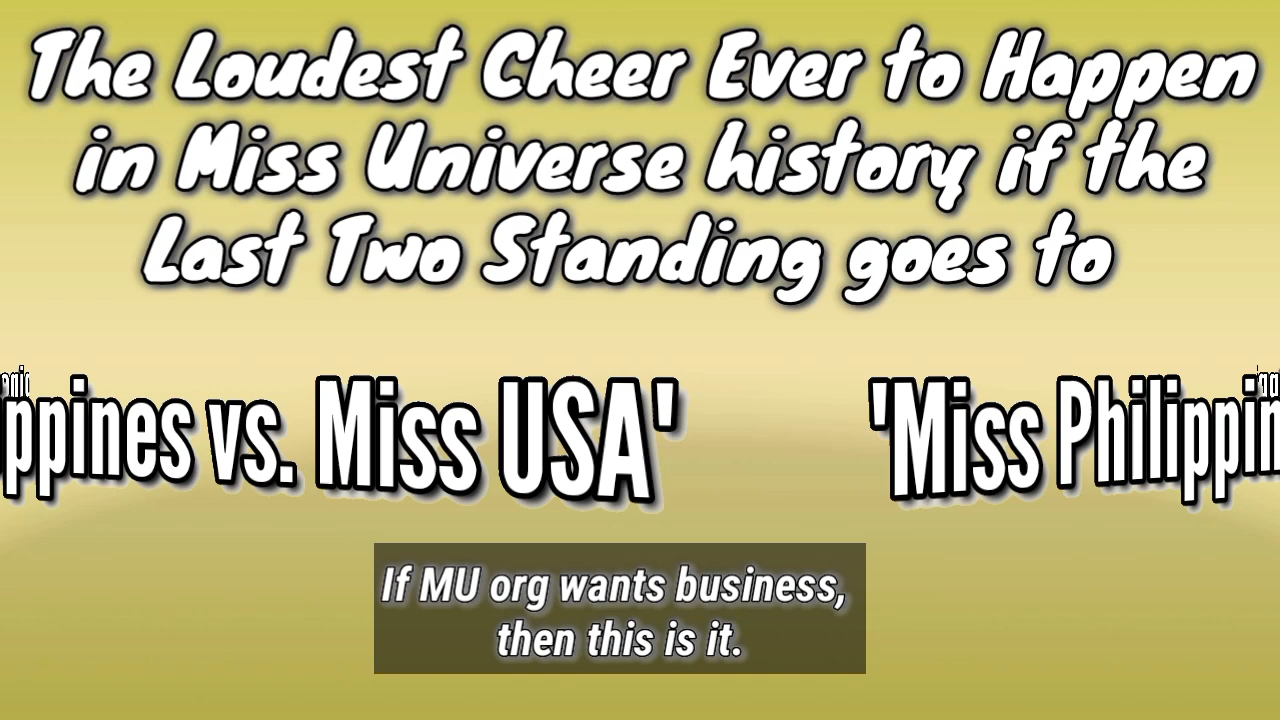 The Loudest Cheer Ever to Happen
in Miss Universe history if the
Last Two Standing goes to
ppines vs. Miss USA' 'Miss Philippin
If MU org wants business,
then this is it.